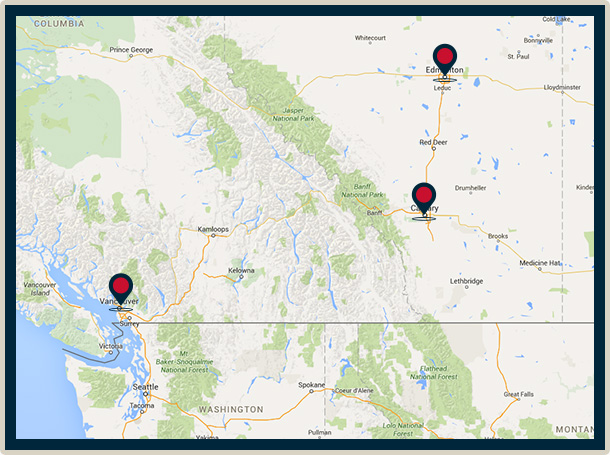 COLUMBIA
Cold Lake
Whitecourt
Bonnyville
Prince George
St. Paul
Edmonton
Leduc
Lloydminster
Jasper
National Park
Red Deer
Banff
National Park
Drumheller
Kinder
Calgary
Banff
Kamloops
Brooks
Medicine Hat
Kelowna
Vancouver
Island
Lethbridge
Vancouver
Surrey
Victoria
Mt
Baker-Snoqualmie
National Forest
Flathead
National Forest
Seattle
Spokane
Coeur d'Alene
Great Falls
Tacoma
WASHINGTON
Lolo National
Forest
MONTAN
Yakima
Pullman
Helena